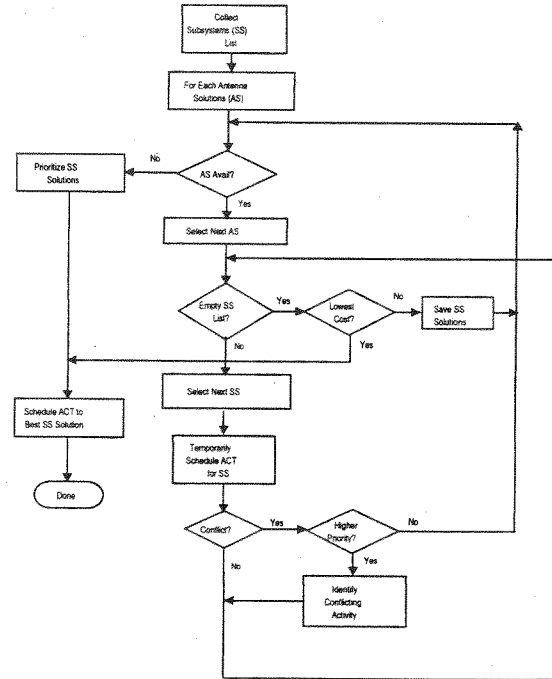 Collect
Subsystems (SS)
List
For Each Antenne
Solutions (AS)
No
Prioritize SS
Solutions
AS Avail?
Yes
Select Next AS
Empty SS
List?
Yes
Lowest
Cost?
No
Save SS
Solutions
No
Yes
Select Next SS
Schedule ACT to
Best SS Solution
Temporarily
Schedule ACT
for SS
Done
Conflict?
Yes
Higher
Priority?
No
No
Yes
Identify
Conflicting
Activity